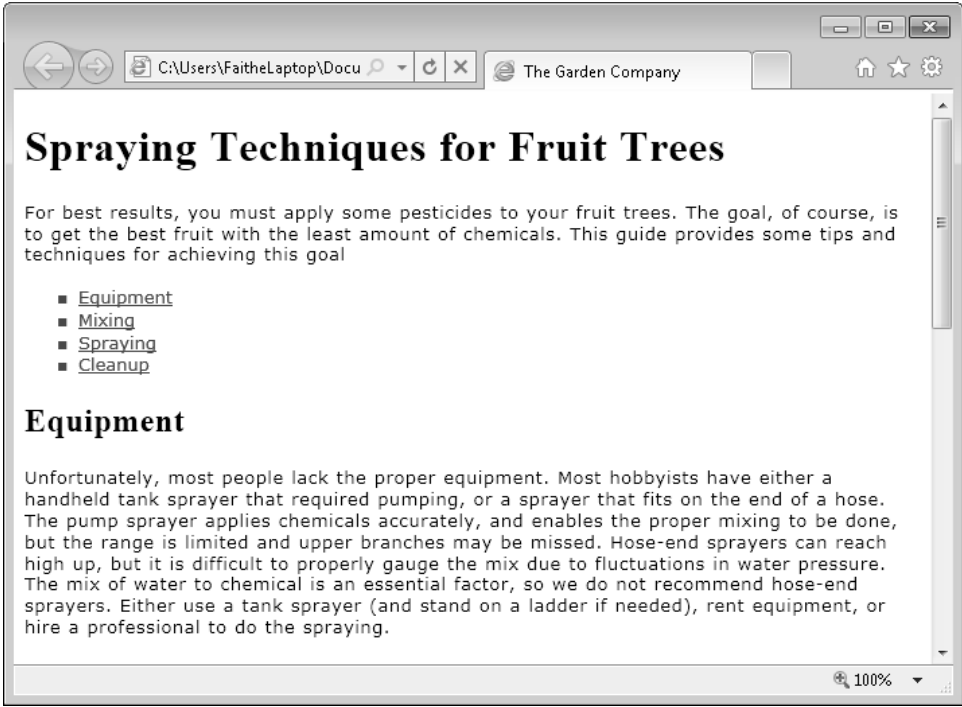 C:\Users\FaitheLaptop\Docu
The Garden Company
Spraying Techniques for Fruit Trees
For best results, you must apply some pesticides to your fruit trees. The goal, of course, is
to get the best fruit with the least amount of chemicals. This guide provides some tips and
techniques for achieving this goal
Equipment
Mixing
Spraying
Cleanup
Equipment
Unfortunately, most people lack the proper equipment. Most hobbyists have either a
handheld tank sprayer that required pumping, or a sprayer that fits on the end of a hose.
The pump sprayer applies chemicals accurately, and enables the proper mixing to be done,
but the range is limited and upper branches may be missed. Hose-end sprayers can reach
high up, but it is difficult to properly gauge the mix due to fluctuations in water pressure.
The mix of water to chemical is an essential factor, so we do not recommend hose-end
sprayers. Either use a tank sprayer (and stand on a ladder if needed), rent equipment, or
hire a professional to do the spraying.
100%